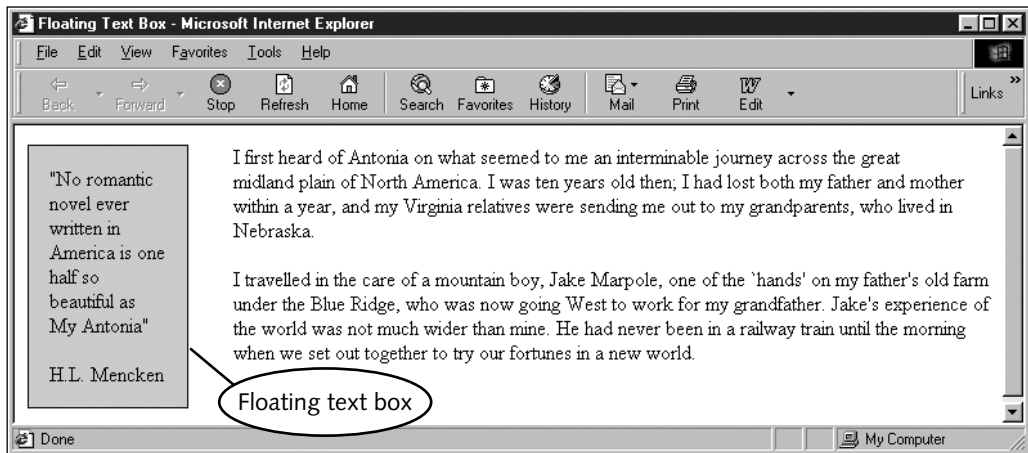 Floating Text Box - Microsoft Internet Explorer
File Edit View Favorites Tools Help
Back Forward Stop Refresh Home Search Favorites History Mail Print Edit Links »
"No romantic
novel ever
written in
America is one
half so
beautiful as
My Antonia"
H.L. Mencken
I first heard of Antonia on what seemed to me an interminable journey across the great
midland plain of North America. I was ten years old then; I had lost both my father and mother
within a year, and my Virginia relatives were sending me out to my grandparents, who lived in
Nebraska.
I travelled in the care of a mountain boy, Jake Marpole, one of the `hands' on my father's old farm
under the Blue Ridge, who was now going West to work for my grandfather. Jake's experience of
the world was not much wider than mine. He had never been in a railway train until the morning
when we set out together to try our fortunes in a new world.
Floating text box
Done My Computer